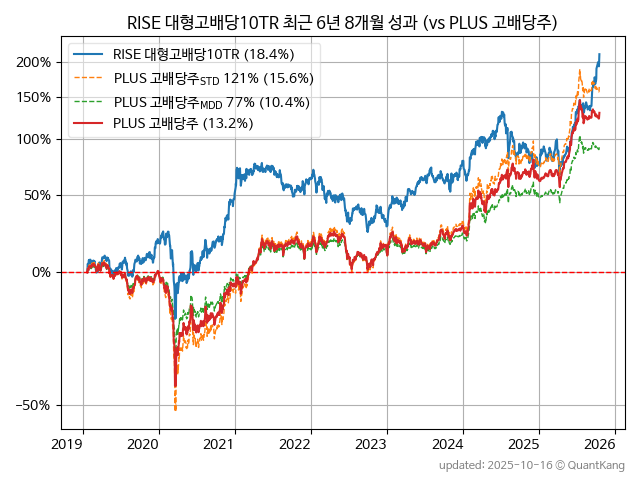 RISE 대형고배당10TR 최근 6년 8개월 성과 (vs PLUS 고배당주)
RISE 대형고배당10TR (18.4%)
PLUS 고배당주STD 121% (15.6%)
PLUS 고배당주MDD 77% (10.4%)
PLUS 고배당주 (13.2%)
200%
150%
100%
50%
0%
−50%
2019 2020 2021 2022 2023 2024 2025 2026
updated: 2025-10-16 © QuantKang